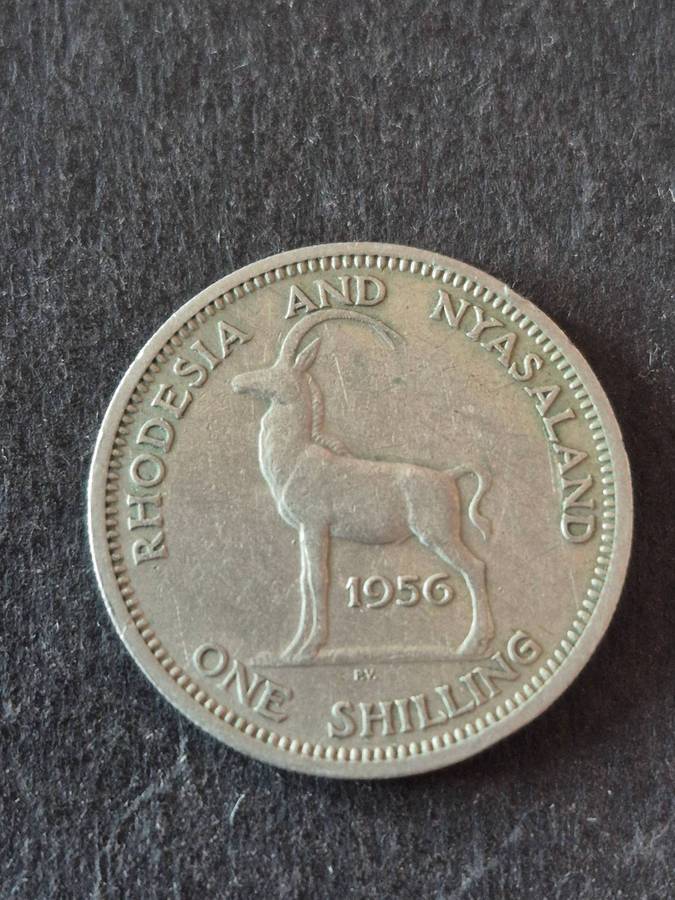 RHODESIA AND NYASALAND
1956
P.V.
ONE SHILLING